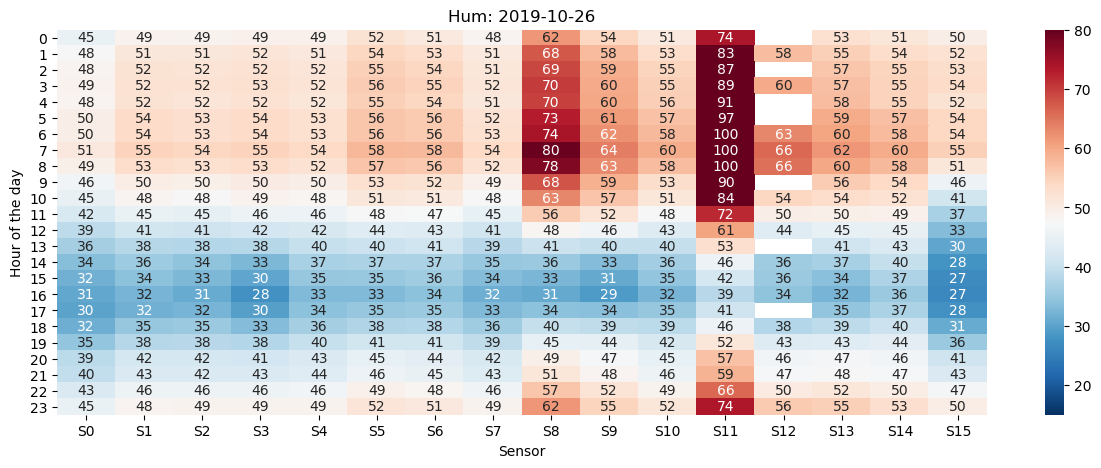 Hum: 2019-10-26
0 45 49 49 49 49 52 51 48 62 54 51 74 53 51 50
1 48 51 51 52 51 54 53 51 68 58 53 83 58 55 54 52
2 48 52 52 52 52 55 54 51 69 59 55 87 57 55 53
3 49 52 52 53 52 56 55 52 70 60 55 89 60 57 55 54
4 48 52 52 52 52 55 54 51 70 60 56 91 58 55 52
5 50 54 53 54 53 56 56 52 73 61 57 97 59 57 54
6 50 54 53 54 53 56 56 53 74 62 58 100 63 60 58 54
7 51 55 54 55 54 58 58 54 80 64 60 100 66 62 60 55
8 49 53 53 53 52 57 56 52 78 63 58 100 66 60 58 51
9 46 50 50 50 50 53 52 49 68 59 53 90 56 54 46
10 45 48 48 49 48 51 51 48 63 57 51 84 54 54 52 41
11 42 45 45 46 46 48 47 45 56 52 48 72 50 50 49 37
12 39 41 41 42 42 44 43 41 48 46 43 61 44 45 45 33
13 36 38 38 38 40 40 41 39 41 40 40 53 41 43 30
14 34 36 34 33 37 37 37 35 36 33 36 46 36 37 40 28
15 32 34 33 30 35 35 36 34 33 31 35 42 36 34 37 27
16 31 32 31 28 33 33 34 32 31 29 32 39 34 32 36 27
17 30 32 32 30 34 35 35 33 34 34 35 41 35 37 28
18 32 35 35 33 36 38 38 36 40 39 39 46 38 39 40 31
19 35 38 38 38 40 41 41 39 45 44 42 52 43 43 44 36
20 39 42 42 41 43 45 44 42 49 47 45 57 46 47 46 41
21 40 43 42 43 44 46 45 43 51 48 46 59 47 48 47 43
22 43 46 46 46 46 49 48 46 57 52 49 66 50 52 50 47
23 45 48 49 49 49 52 51 49 62 55 52 74 56 55 53 50
S0 S1 S2 S3 S4 S5 S6 S7 S8 S9 S10 S11 S12 S13 S14 S15
Sensor
Hour of the day
80
70
60
50
40
30
20